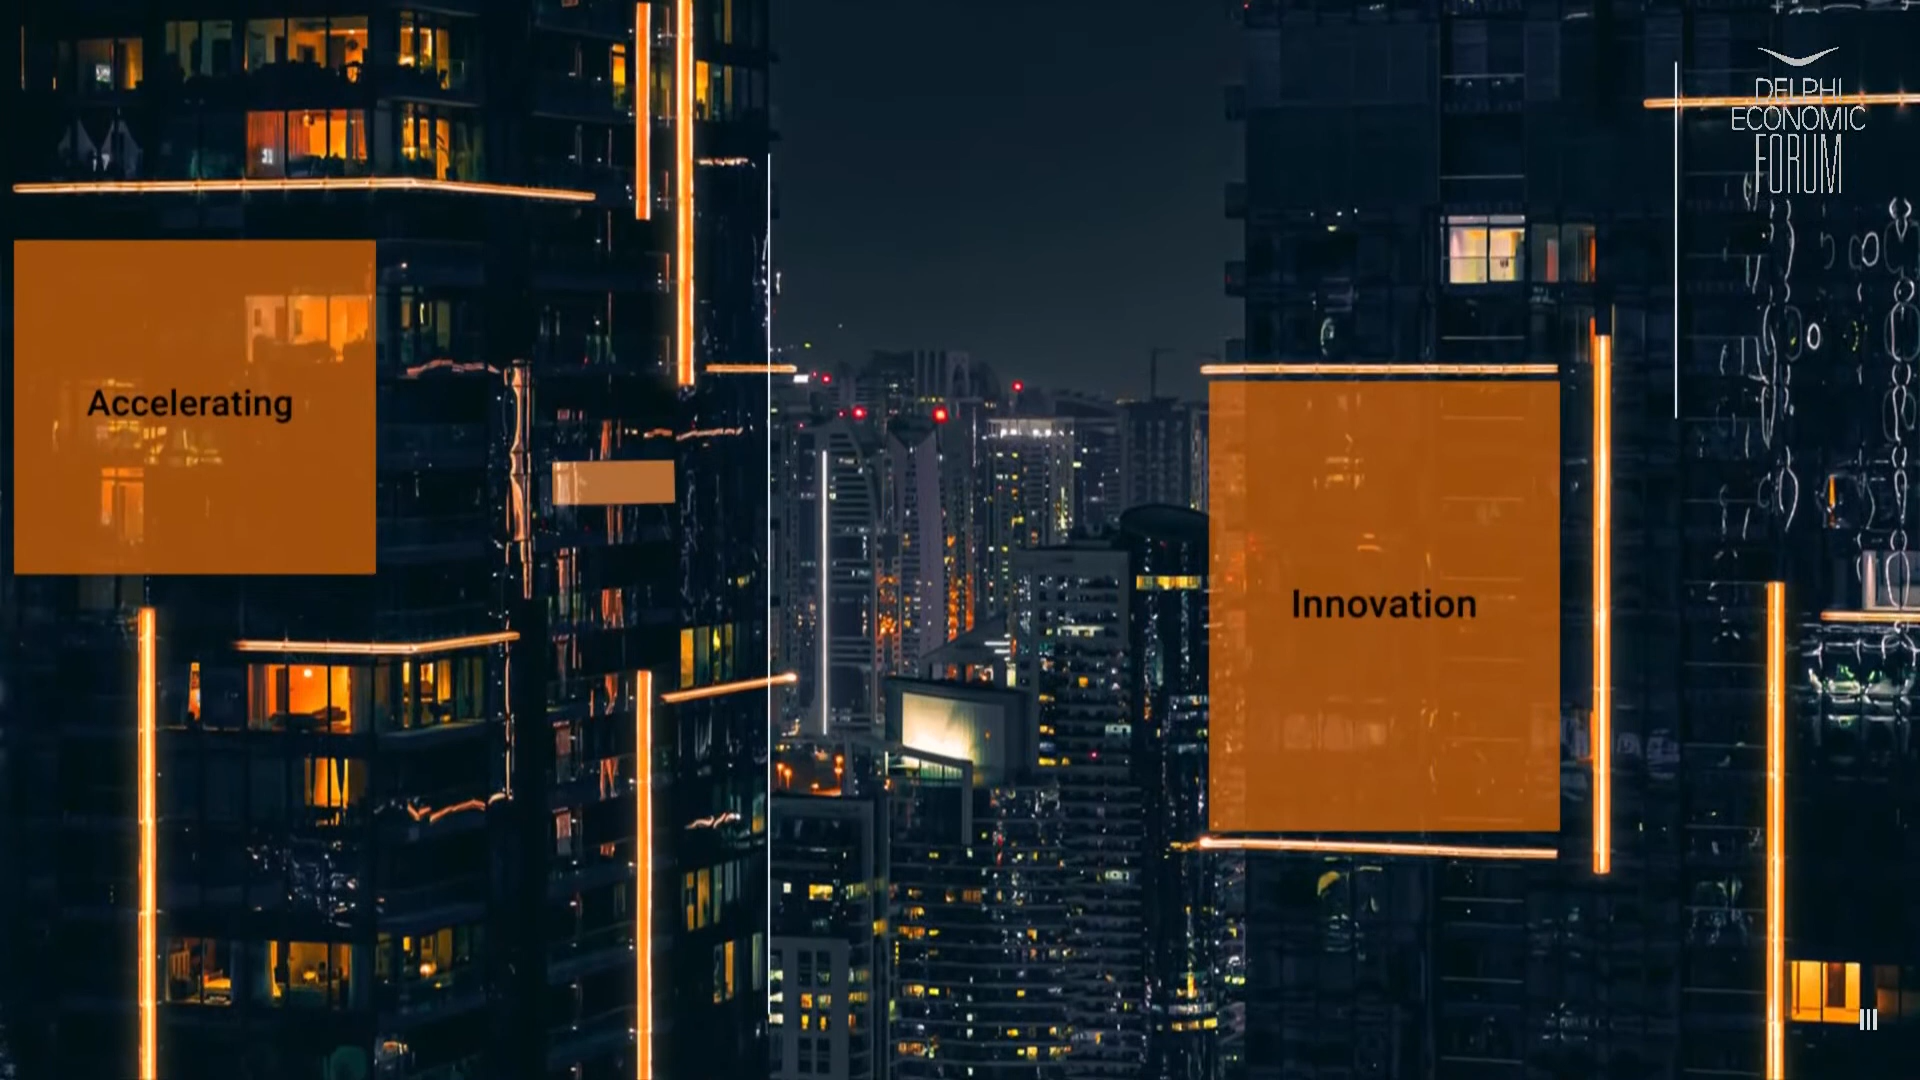 DELPHI
ECONOMIC
FORUM
Accelerating
Innovation